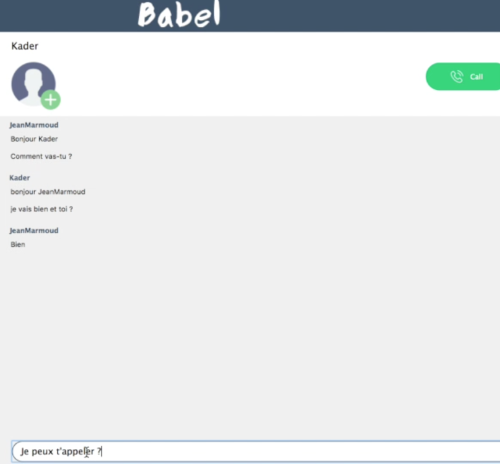 Babel
Kader
Call
JeanMarmoud
Bonjour Kader
Comment vas-tu ?
Kader
bonjour JeanMarmoud
je vais bien et toi ?
JeanMarmoud
Bien
Je peux t'appeler ?